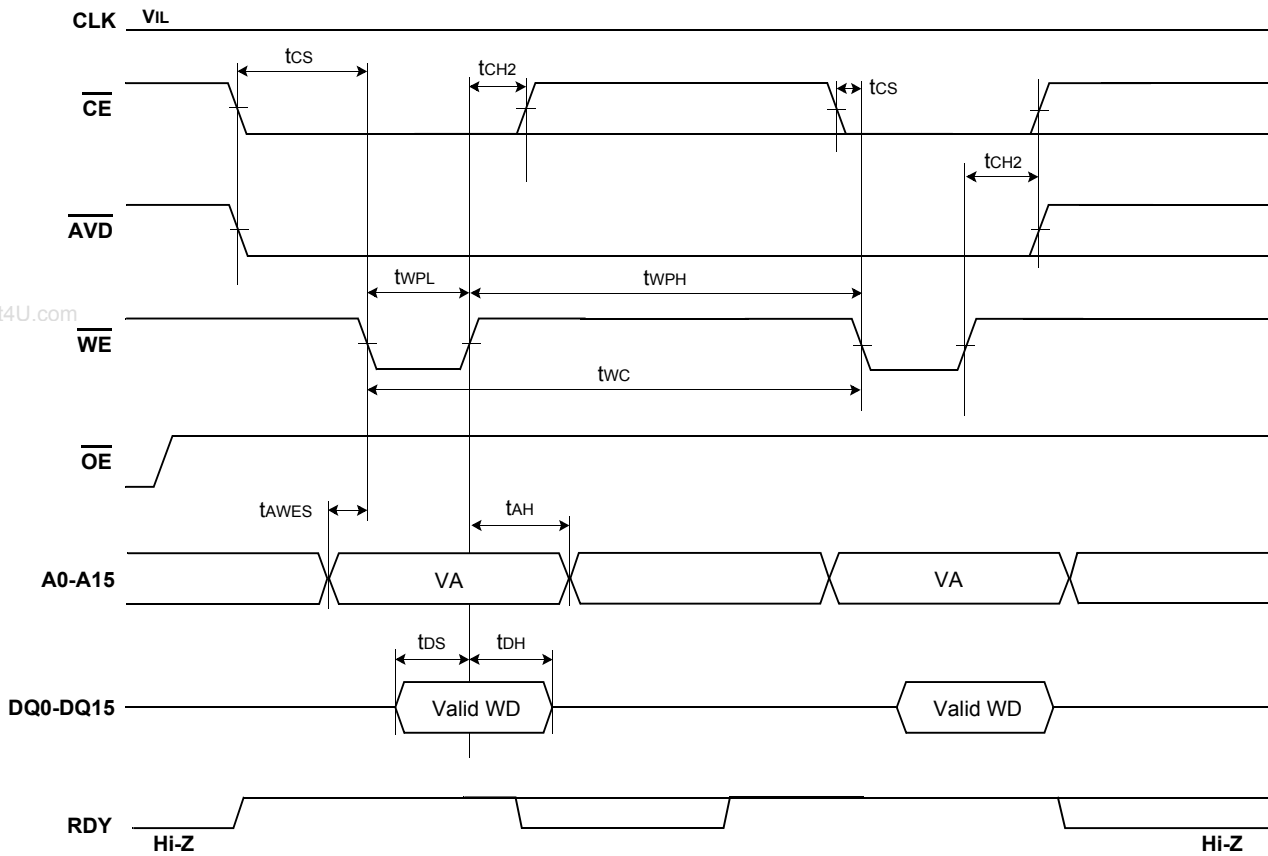 CLK VIL
tCS
tCH2
tCS
CE
tCH2
AVD
tWPL
tWPH
t4U.com
WE
tWC
OE
tAWES
tAH
A0-A15
VA
VA
tDS
tDH
DQ0-DQ15
Valid WD
Valid WD
RDY
Hi-Z
Hi-Z